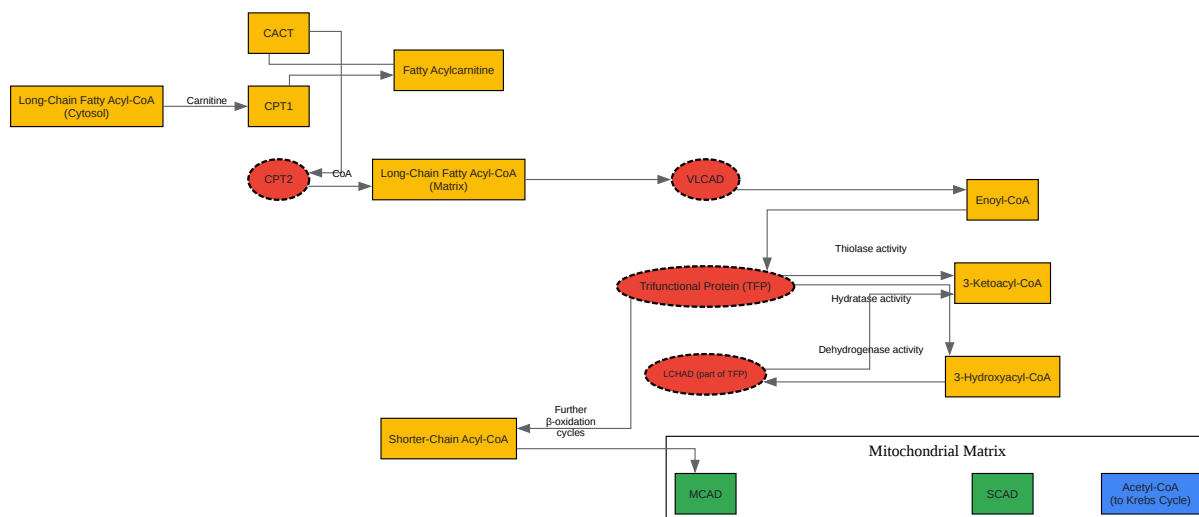 CACT
Fatty Acylcarnitine
Long-Chain Fatty Acyl-CoA
(Cytosol)
Carnitine
CPT1
CPT2
CoA
Long-Chain Fatty Acyl-CoA
(Matrix)
VLCAD
Enoyl-CoA
Thiolase activity
Trifunctional Protein (TFP)
3-Ketoacyl-CoA
Hydratase activity
Dehydrogenase activity
LCHAD (part of TFP)
3-Hydroxyacyl-CoA
Further
β-oxidation
cycles
Shorter-Chain Acyl-CoA
Mitochondrial Matrix
MCAD
SCAD
Acetyl-CoA
(to Krebs Cycle)